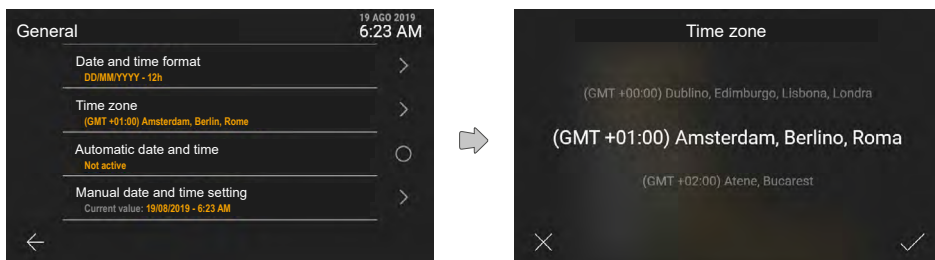 General
19 AGO 2019
6:23 AM
Date and time format
DD/MM/YYYY - 12h
Time zone
(GMT +01:00) Amsterdam, Berlin, Rome
Automatic date and time
Not active
Manual date and time setting
Current value: 19/08/2019 - 6:23 AM
Time zone
(GMT +00:00) Dublino, Edimburgo, Lisbona, Londra
(GMT +01:00) Amsterdam, Berlino, Roma
(GMT +02:00) Atene, Bucarest